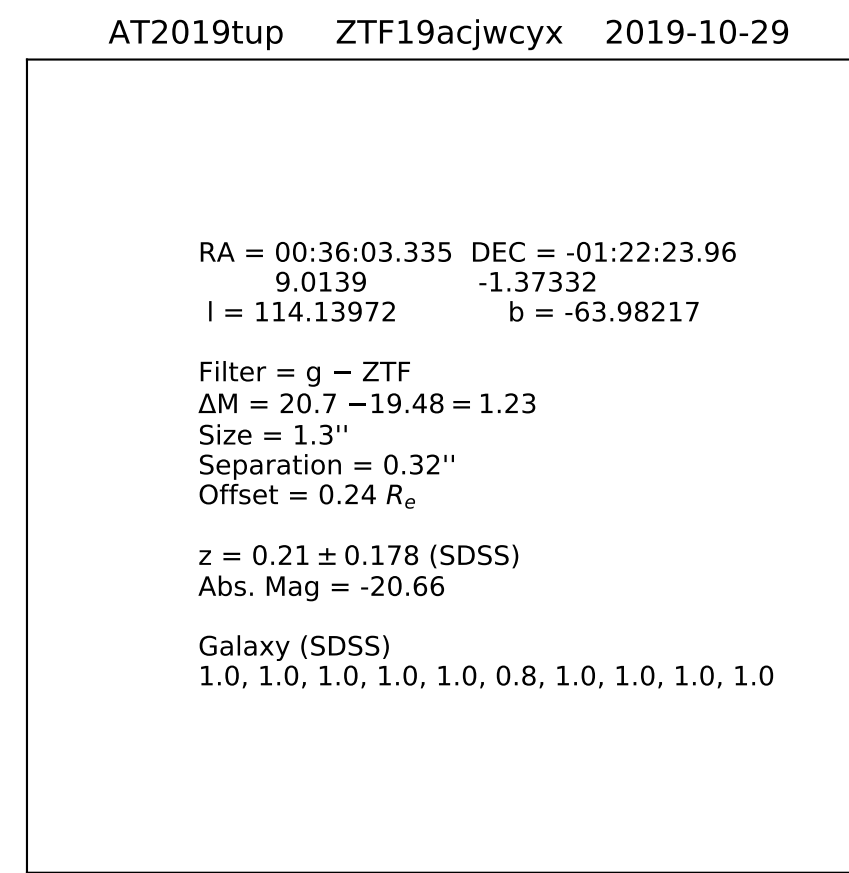 AT2019tup ZTF19acjwcyx 2019-10-29
RA = 00:36:03.335 DEC = -01:22:23.96
9.0139 -1.37332
l = 114.13972 b = -63.98217
Filter = g − ZTF
ΔM = 20.7 −19.48 = 1.23
Size = 1.3''
Separation = 0.32''
Offset = 0.24 Rₑ
z = 0.21 ± 0.178 (SDSS)
Abs. Mag = -20.66
Galaxy (SDSS)
1.0, 1.0, 1.0, 1.0, 1.0, 0.8, 1.0, 1.0, 1.0, 1.0